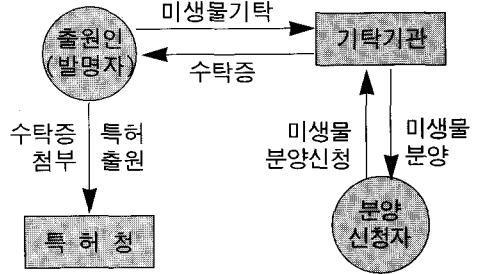 미생물기탁
출원인
(발명자)
기탁기관
수탁증
수탁증
첨부
특허
출원
미생물
분양신청
미생물
분양
특 허 청
분양
신청자